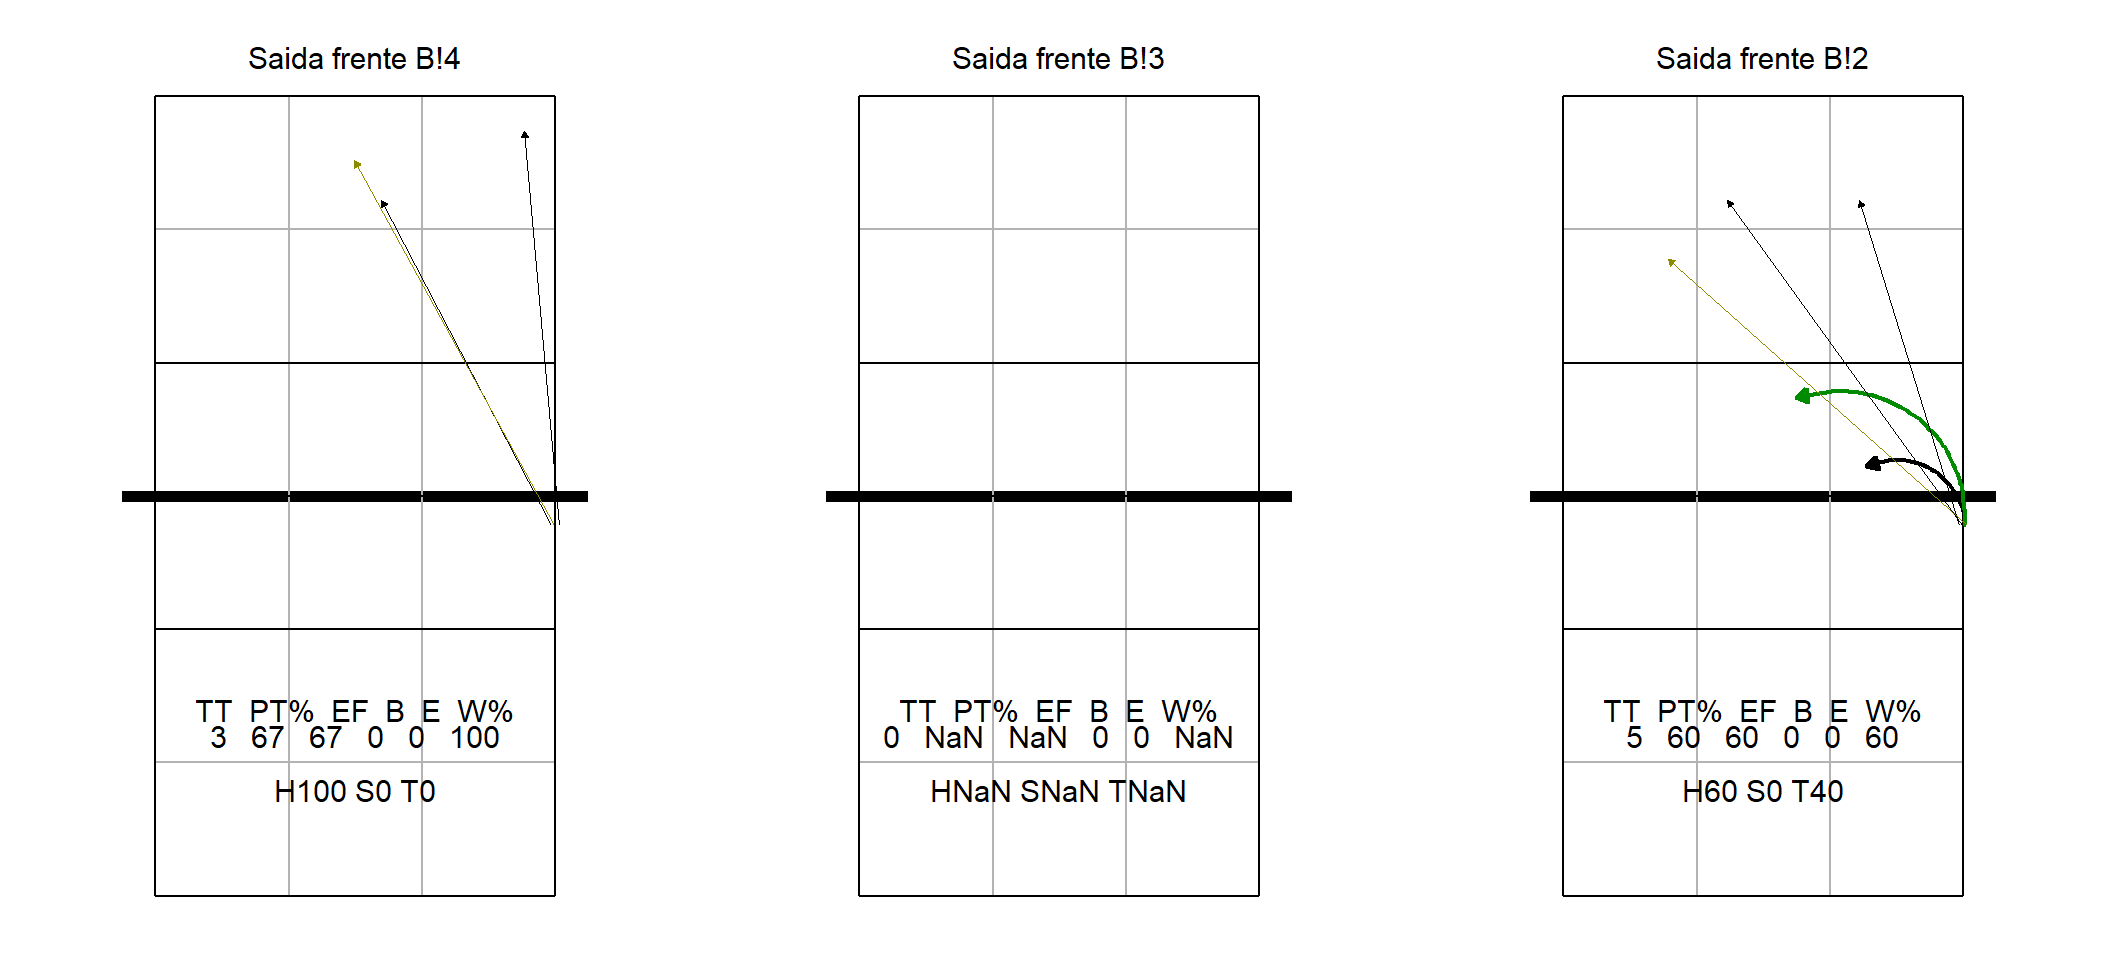 Saida frente B!4
TT PT% EF B E W%
3 67 67 0 0 100
H100 S0 T0
Saida frente B!3
TT PT% EF B E W%
0 NaN NaN 0 0 NaN
HNaN SNaN TNaN
Saida frente B!2
TT PT% EF B E W%
5 60 60 0 0 60
H60 S0 T40